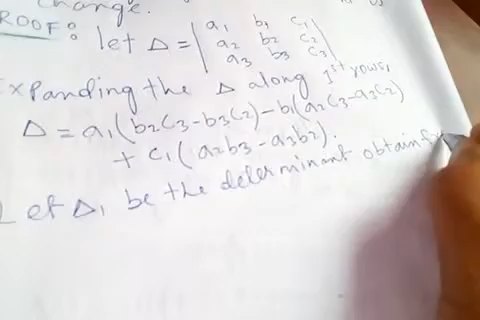 change.
ROOF:
let Δ = | a1 b1 c1 |
| a2 b2 c2 |
| a3 b3 c3 |
Expanding the Δ along 1st rows,
Δ = a1(b2c3-b3c2)-b1(a2c3-a3c2)
+ c1(a2b3-a3b2).
Let Δ1 be the determinant obtain